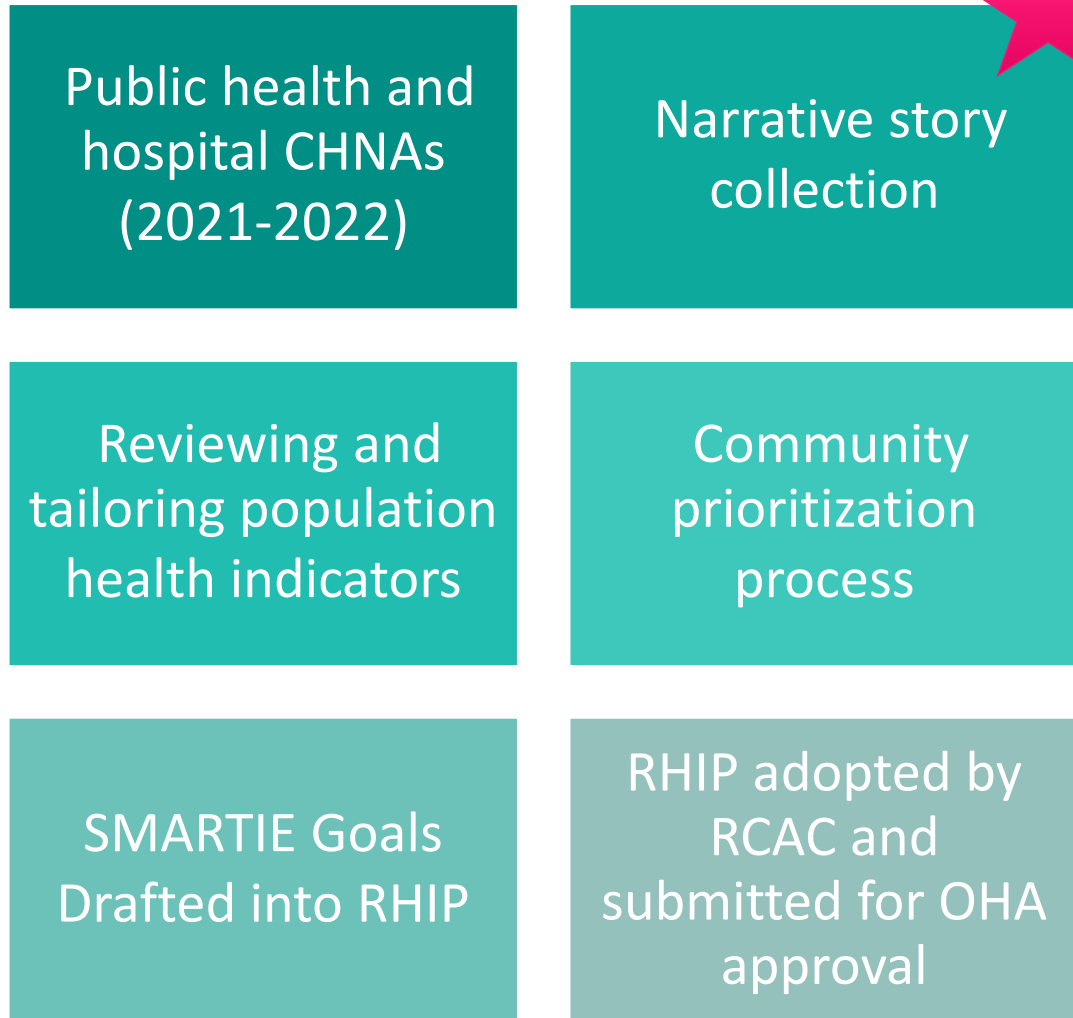 Public health and
hospital CHNAs
(2021-2022)
Narrative story
collection
Reviewing and
tailoring population
health indicators
Community
prioritization
process
SMARTIE Goals
Drafted into RHIP
RHIP adopted by
RCAC and
submitted for OHA
approval